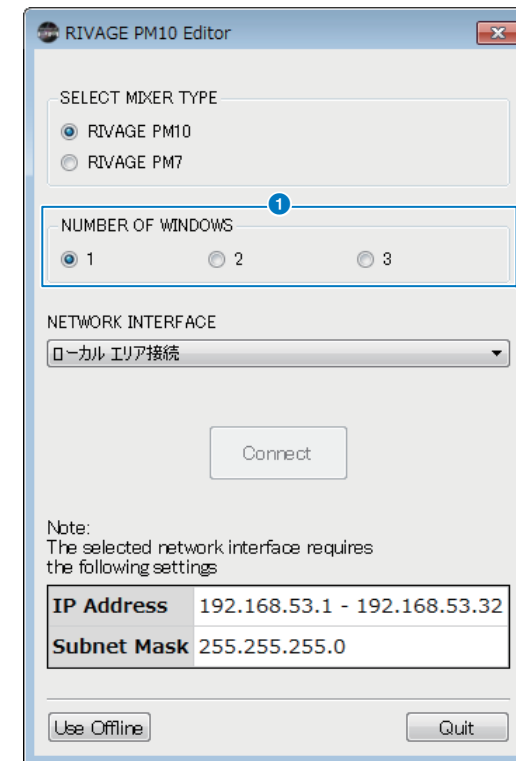 RIVAGE PM10 Editor
SELECT MIXER TYPE
RIVAGE PM10
RIVAGE PM7
1
NUMBER OF WINDOWS
1 2 3
NETWORK INTERFACE
ローカル エリア接続
Connect
Note:
The selected network interface requires
the following settings
IP Address 192.168.53.1 - 192.168.53.32
Subnet Mask 255.255.255.0
Use Offline Quit